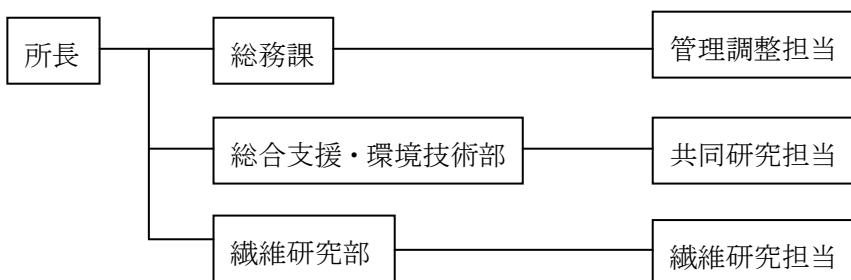 所長
総務課
管理調整担当
総合支援・環境技術部
共同研究担当
繊維研究部
繊維研究担当